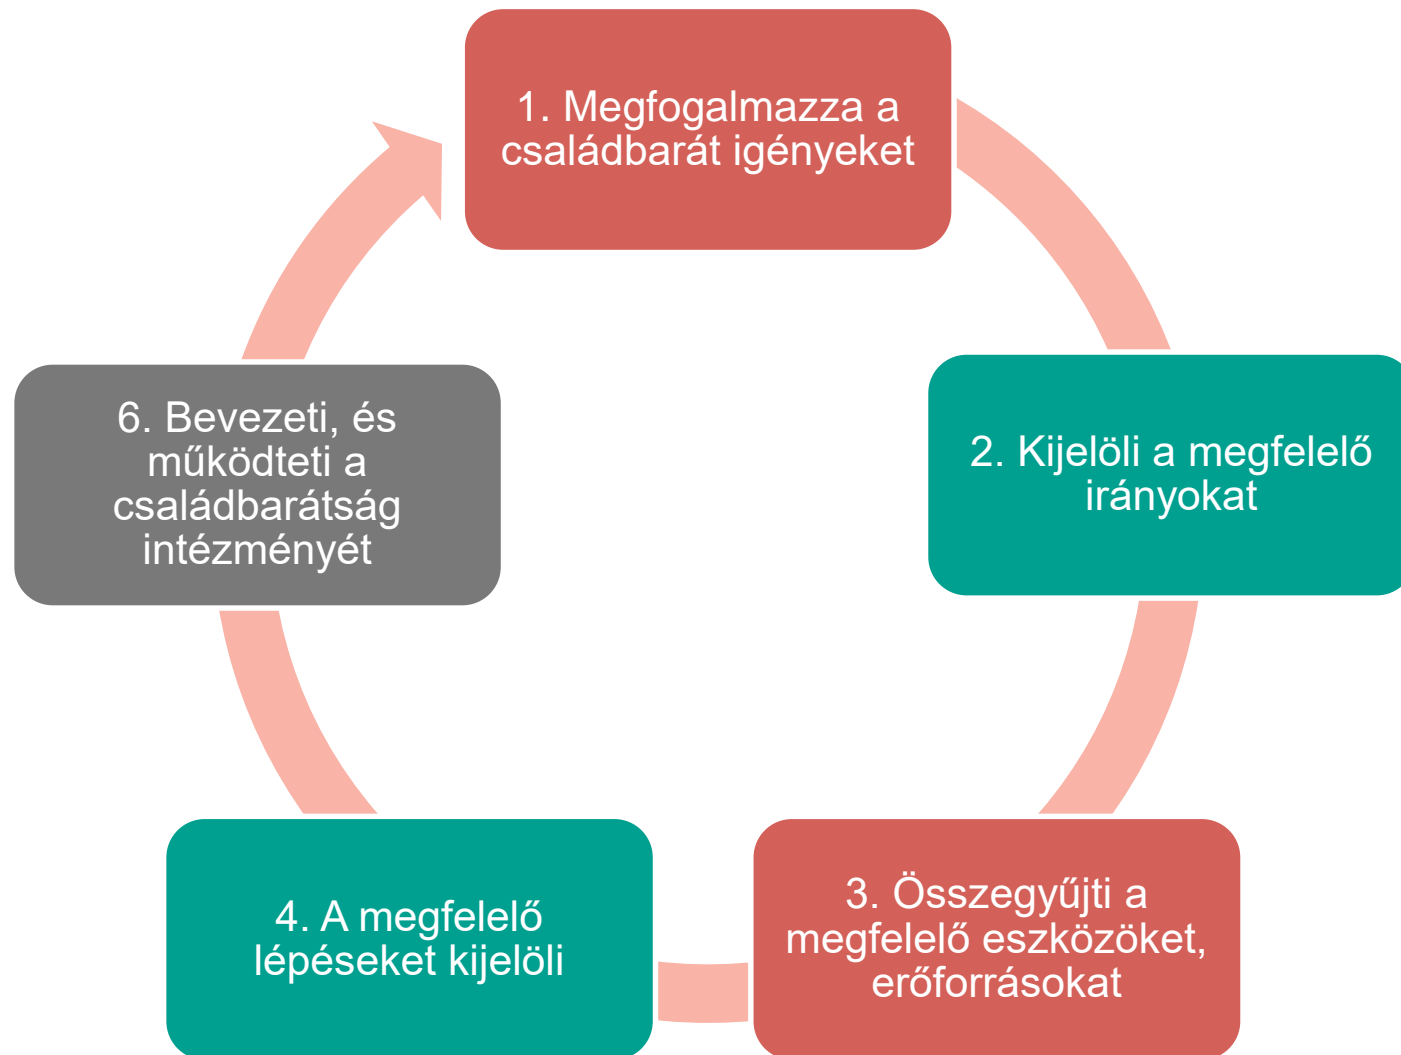 1. Megfogalmazza a
családbarát igényeket
2. Kijelöli a megfelelő
irányokat
3. Összegyűjti a
megfelelő eszközöket,
erőforrásokat
4. A megfelelő
lépéseket kijelöli
6. Bevezeti, és
működteti a
családbarátság
intézményét